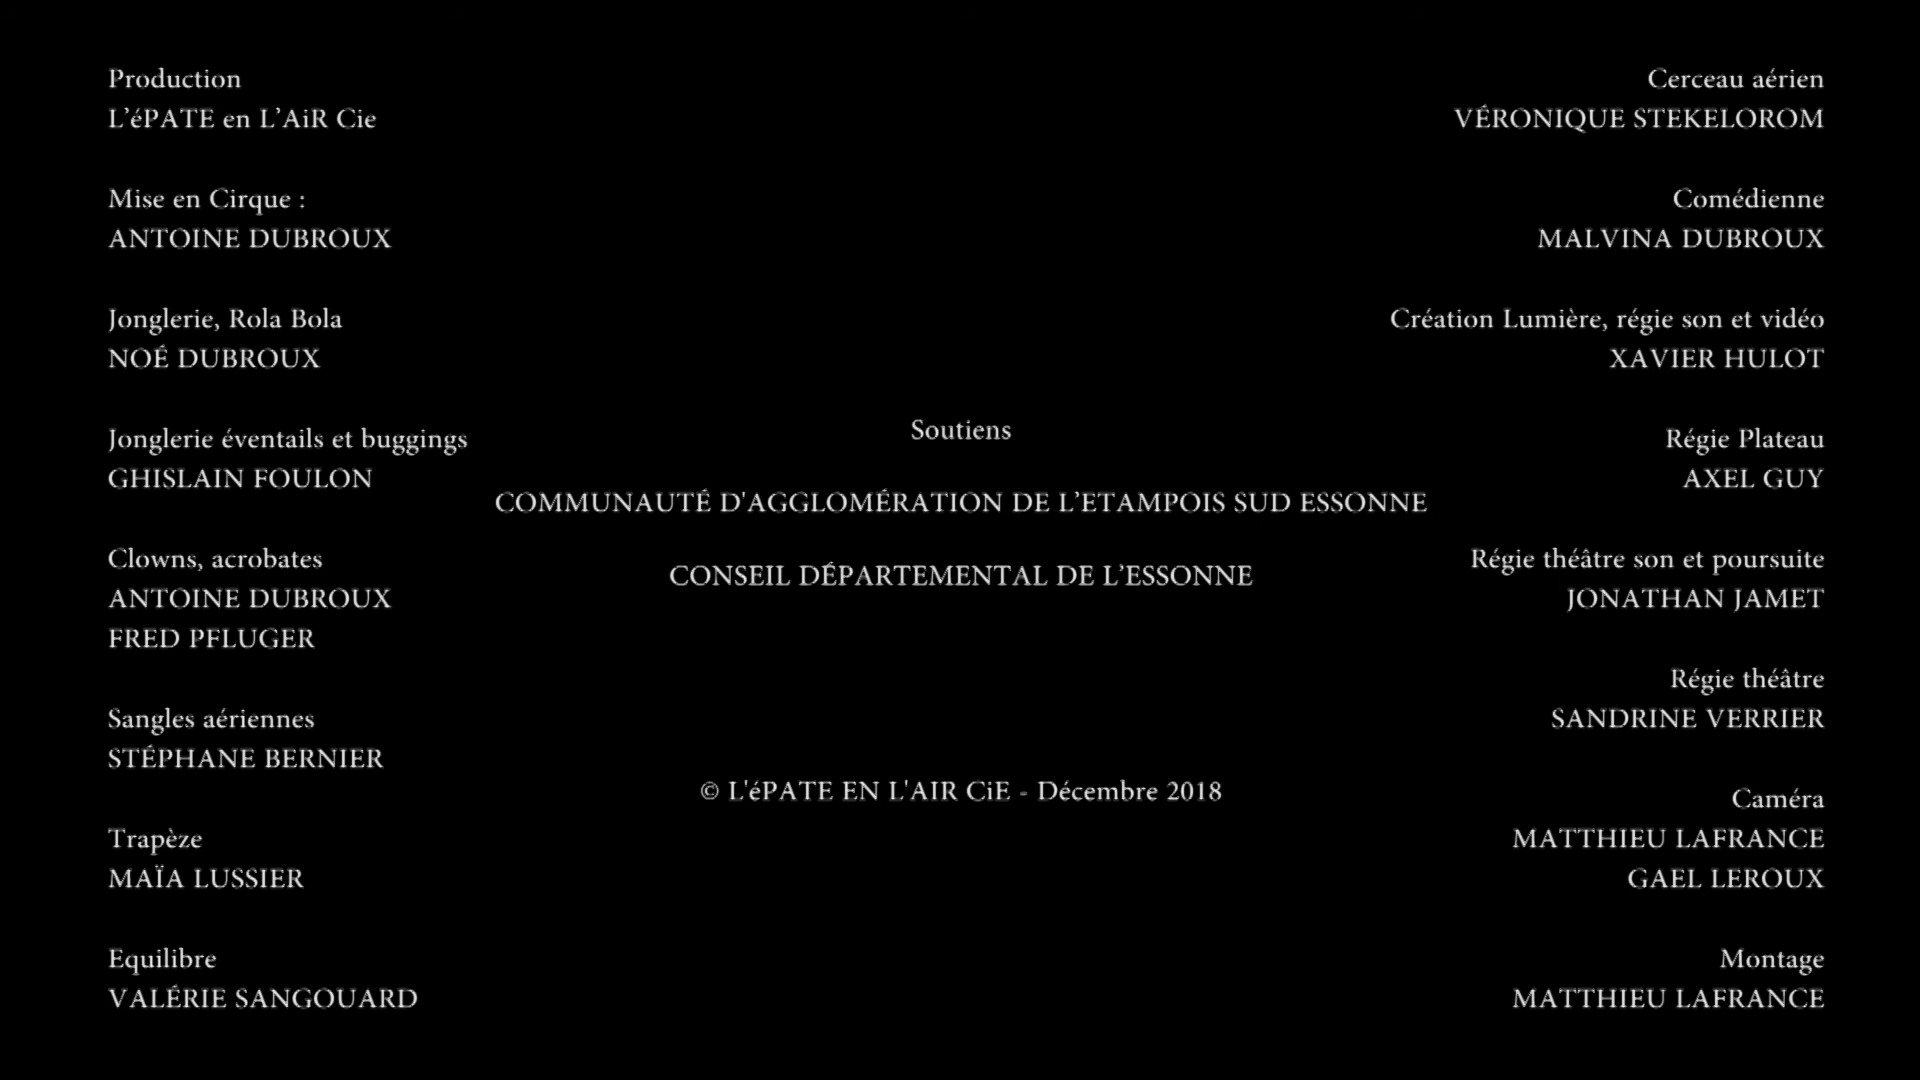 Production
L’éPATE en L’AiR Cie
Mise en Cirque :
ANTOINE DUBROUX
Jonglerie, Rola Bola
NOÉ DUBROUX
Jonglerie éventails et buggings
GHISLAIN FOULON
Clowns, acrobates
ANTOINE DUBROUX
FRED PFLUGER
Sangles aériennes
STÉPHANE BERNIER
Trapèze
MAÏA LUSSIER
Equilibre
VALÉRIE SANGOUARD
Soutiens
COMMUNAUTÉ D'AGGLOMÉRATION DE L’ETAMPOIS SUD ESSONNE
CONSEIL DÉPARTEMENTAL DE L’ESSONNE
© L'éPATE EN L'AIR CiE - Décembre 2018
Cerceau aérien
VÉRONIQUE STEKELOROM
Comédienne
MALVINA DUBROUX
Création Lumière, régie son et vidéo
XAVIER HULOT
Régie Plateau
AXEL GUY
Régie théâtre son et poursuite
JONATHAN JAMET
Régie théâtre
SANDRINE VERRIER
Caméra
MATTHIEU LAFRANCE
GAEL LEROUX
Montage
MATTHIEU LAFRANCE